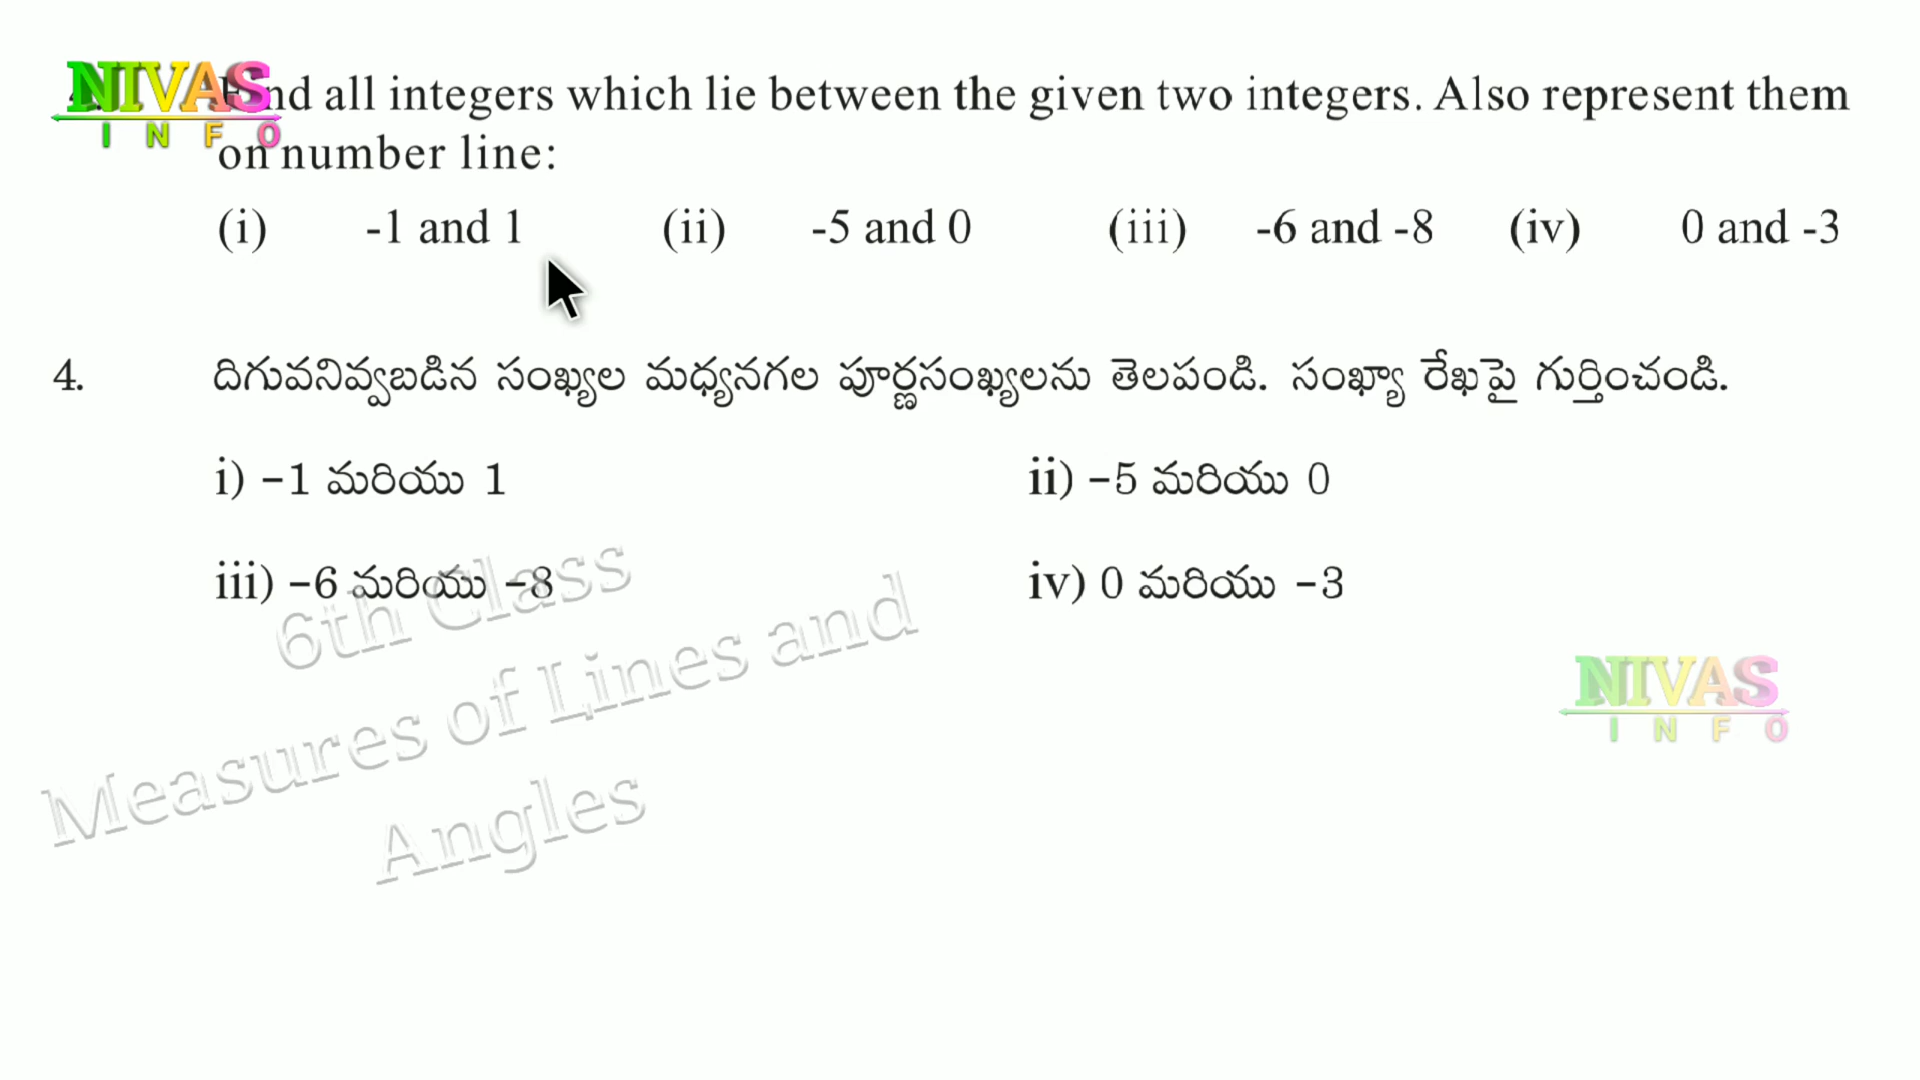 NIVAS
INFO
Find all integers which lie between the given two integers. Also represent them
on number line:
(i) -1 and 1 (ii) -5 and 0 (iii) -6 and -8 (iv) 0 and -3
4. దిగువనివ్వబడిన సంఖ్యల మధ్యనగల పూర్ణసంఖ్యలను తెలపండి. సంఖ్యా రేఖపై గుర్తించండి.
i) –1 మరియు 1 ii) –5 మరియు 0
iii) –6 మరియు –8 iv) 0 మరియు –3
6th Class
Measures of Lines and
Angles
NIVAS
INFO